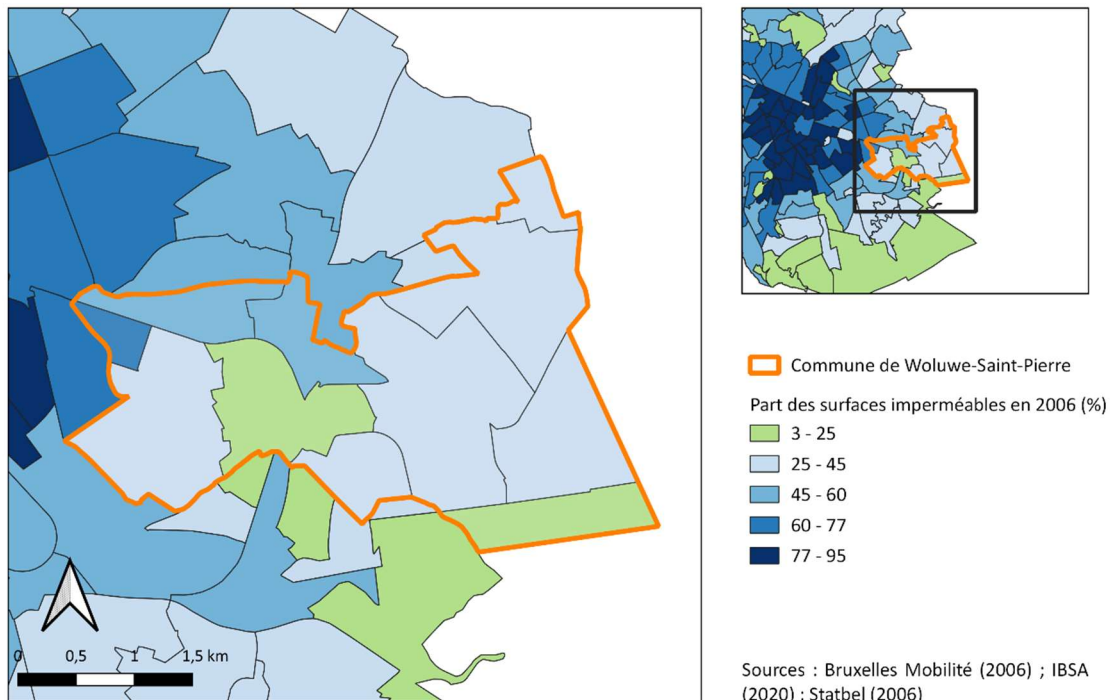 Commune de Woluwe-Saint-Pierre
Part des surfaces imperméables en 2006 (%)
3 - 25
25 - 45
45 - 60
60 - 77
77 - 95
0 0,5 1 1,5 km
Sources : Bruxelles Mobilité (2006) ; IBSA
(2020) ; Statbel (2006)